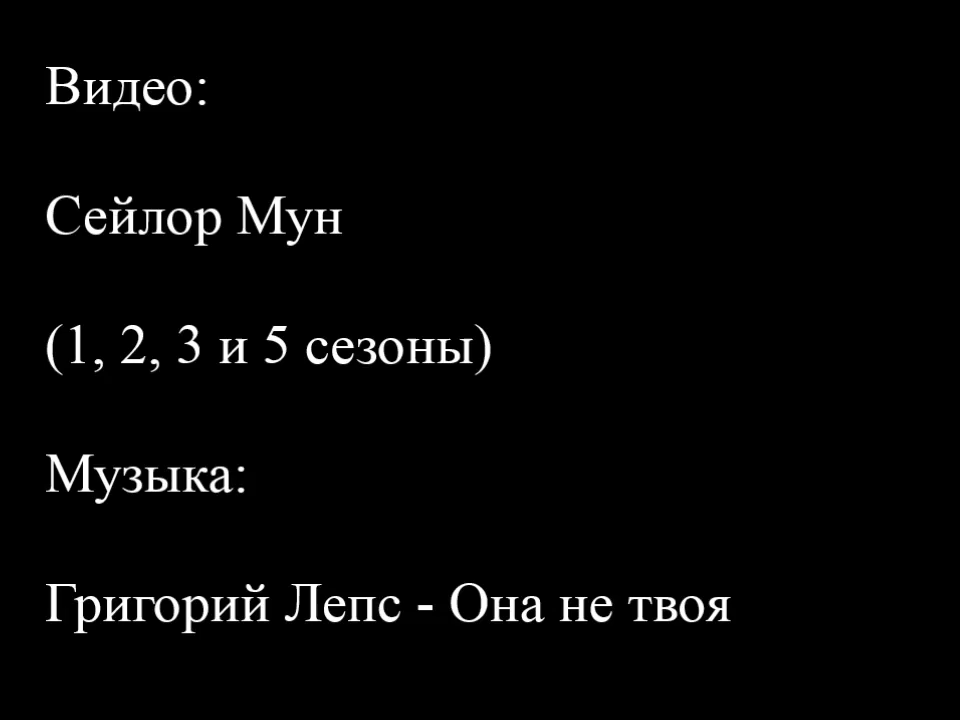 Видео:
Сейлор Мун
(1, 2, 3 и 5 сезоны)
Музыка:
Григорий Лепс - Она не твоя